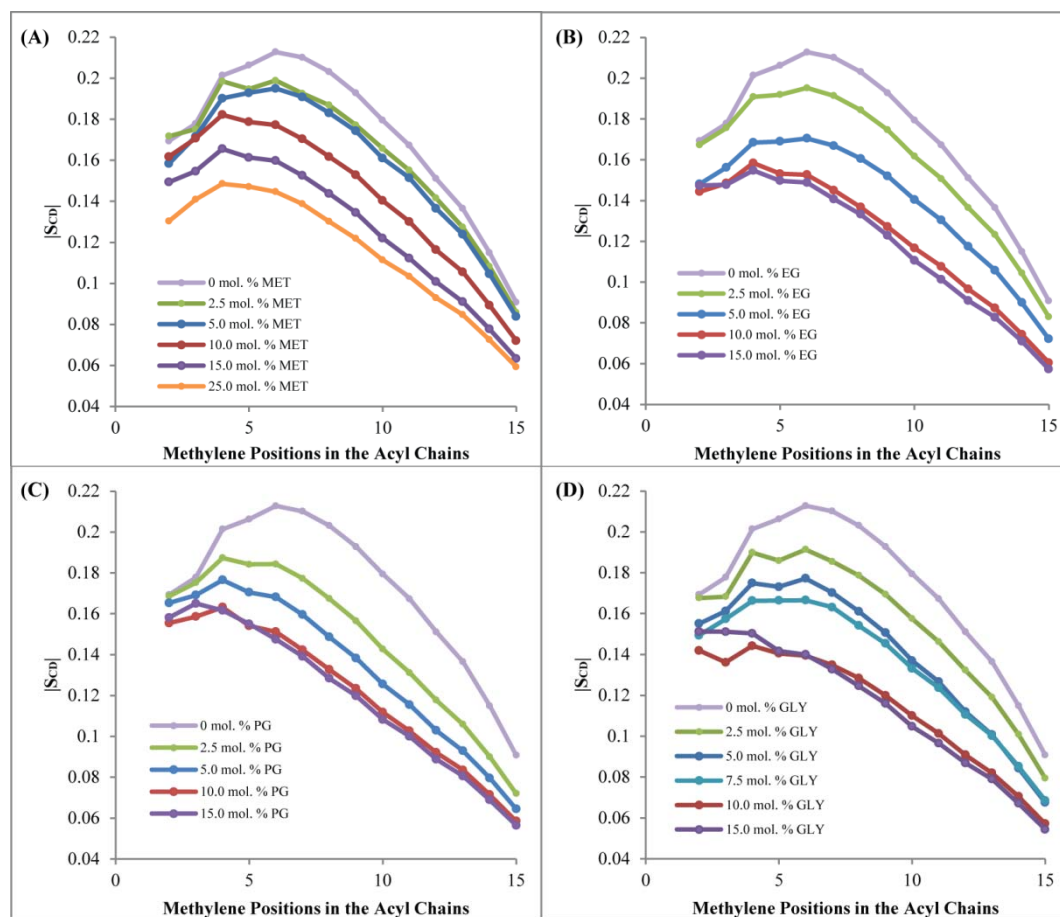 (A)
0.22
0.2
0.18
0.16
0.14
0.12
0.1
0.08
0.06
0.04
|SCD|
0 mol. % MET
2.5 mol. % MET
5.0 mol. % MET
10.0 mol. % MET
15.0 mol. % MET
25.0 mol. % MET
0 5 10 15
Methylene Positions in the Acyl Chains
(B)
0.22
0.2
0.18
0.16
0.14
0.12
0.1
0.08
0.06
0.04
|SCD|
0 mol. % EG
2.5 mol. % EG
5.0 mol. % EG
10.0 mol. % EG
15.0 mol. % EG
0 5 10 15
Methylene Positions in the Acyl Chains
(C)
0.22
0.2
0.18
0.16
0.14
0.12
0.1
0.08
0.06
0.04
|SCD|
0 mol. % PG
2.5 mol. % PG
5.0 mol. % PG
10.0 mol. % PG
15.0 mol. % PG
0 5 10 15
Methylene Positions in the Acyl Chains
(D)
0.22
0.2
0.18
0.16
0.14
0.12
0.1
0.08
0.06
0.04
|SCD|
0 mol. % GLY
2.5 mol. % GLY
5.0 mol. % GLY
7.5 mol. % GLY
10.0 mol. % GLY
15.0 mol. % GLY
0 5 10 15
Methylene Positions in the Acyl Chains